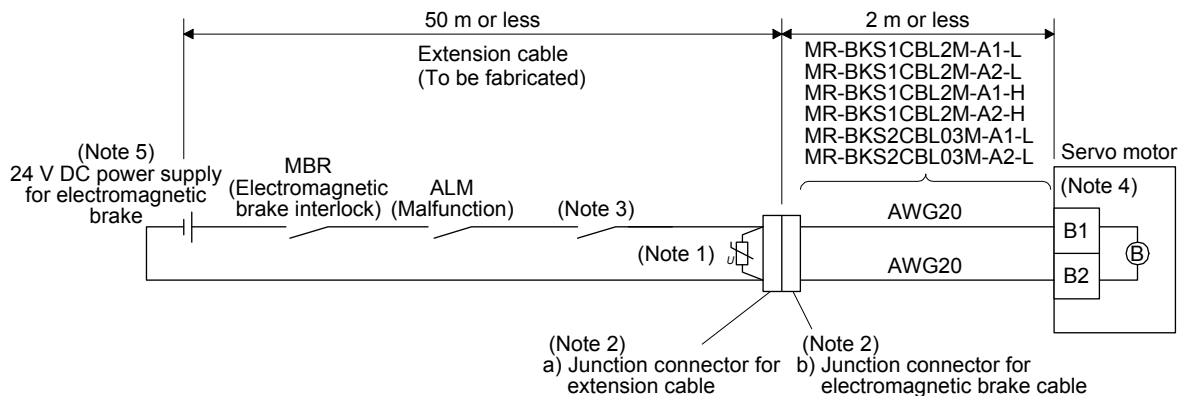 50 m or less
2 m or less
Extension cable
(To be fabricated)
MR-BKS1CBL2M-A1-L
MR-BKS1CBL2M-A2-L
MR-BKS1CBL2M-A1-H
MR-BKS1CBL2M-A2-H
MR-BKS2CBL03M-A1-L
MR-BKS2CBL03M-A2-L
(Note 5)
24 V DC power supply
for electromagnetic
brake
MBR
(Electromagnetic
brake interlock)
ALM
(Malfunction)
(Note 3)
Servo motor
(Note 4)
AWG20
B1
(Note 1)
U
B
AWG20
B2
(Note 2)
a) Junction connector for
extension cable
(Note 2)
b) Junction connector for
electromagnetic brake cable